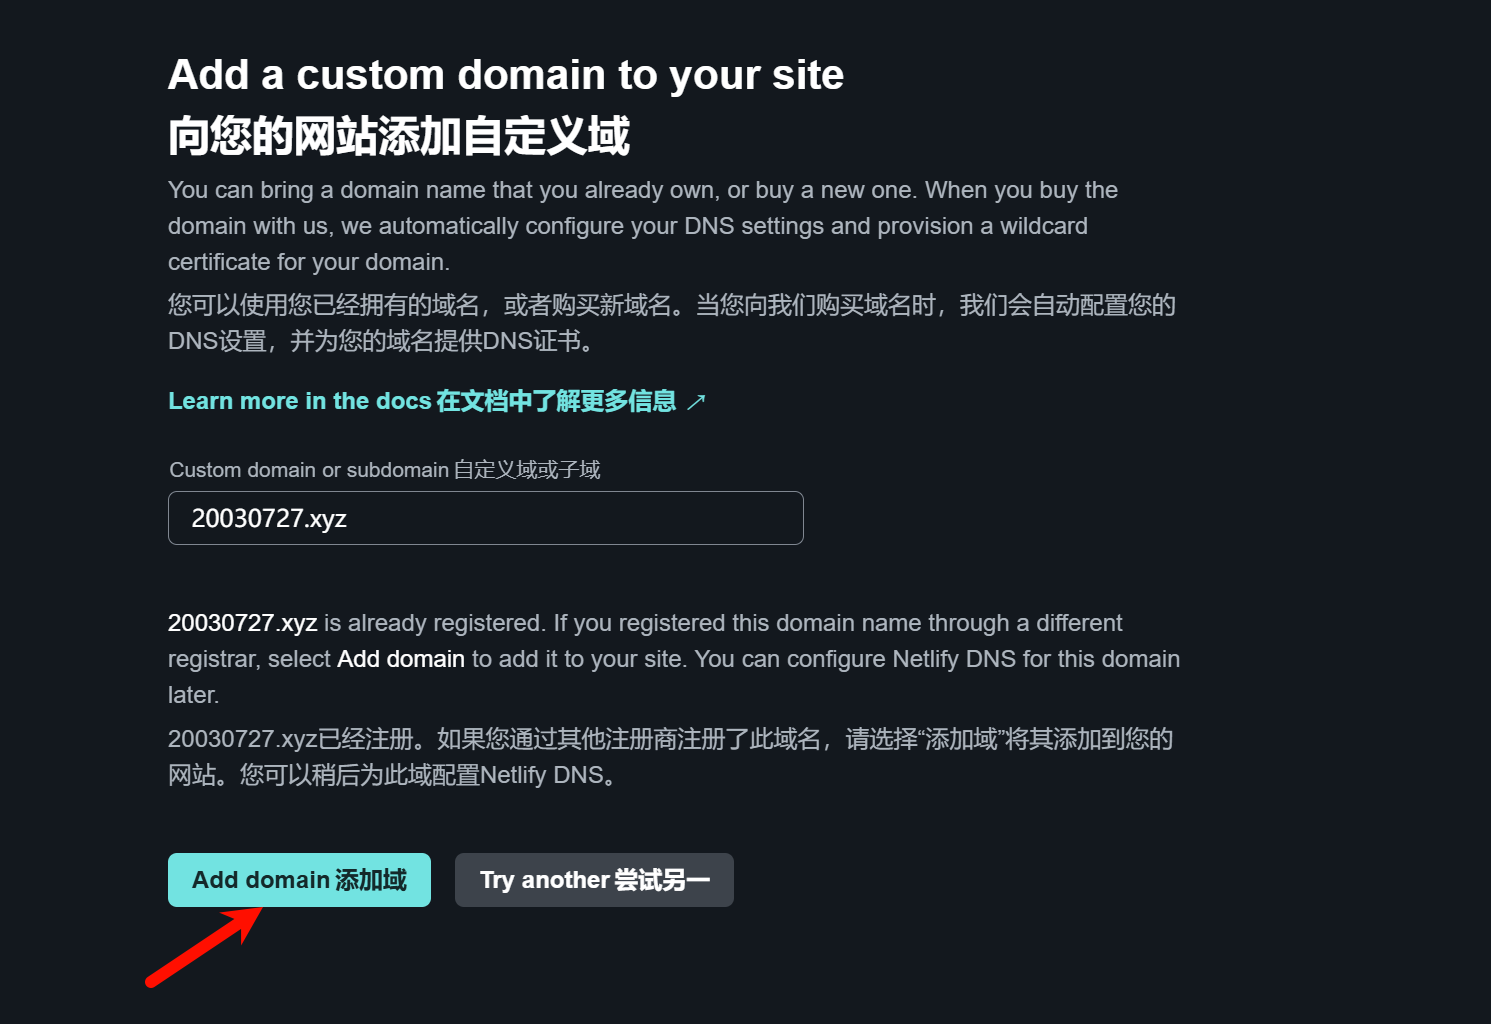 Add a custom domain to your site
向您的网站添加自定义域
You can bring a domain name that you already own, or buy a new one. When you buy the
domain with us, we automatically configure your DNS settings and provision a wildcard
certificate for your domain.
您可以使用您已经拥有的域名，或者购买新域名。当您向我们购买域名时，我们会自动配置您的
DNS设置，并为您的域名提供DNS证书。
Learn more in the docs 在文档中了解更多信息 ↗
Custom domain or subdomain 自定义域或子域
20030727.xyz
20030727.xyz is already registered. If you registered this domain name through a different
registrar, select Add domain to add it to your site. You can configure Netlify DNS for this domain
later.
20030727.xyz已经注册。如果您通过其他注册商注册了此域名，请选择“添加域”将其添加到您的
网站。您可以稍后为此域配置Netlify DNS。
Add domain 添加域
Try another 尝试另一